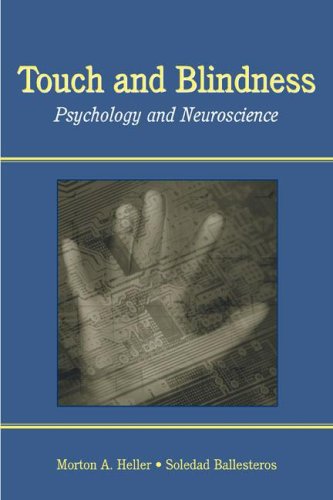 Touch and Blindness
Psychology and Neuroscience
Morton A. Heller • Soledad Ballesteros